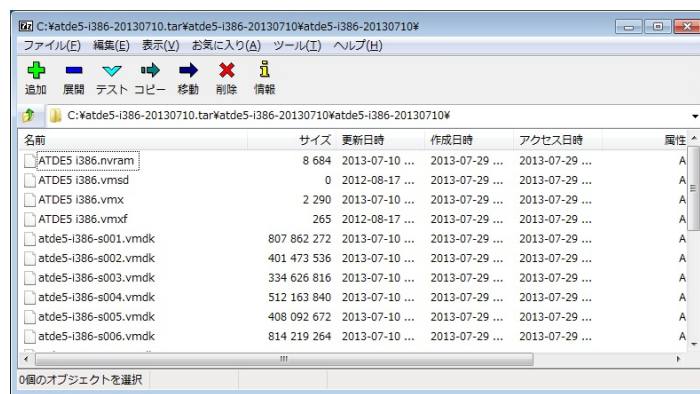 C:¥atde5-i386-20130710.tar¥atde5-i386-20130710¥atde5-i386-20130710¥
ファイル(F) 編集(E) 表示(V) お気に入り(A) ツール(T) ヘルプ(H)
追加 展開 テスト コピー 移動 削除 情報
C:¥atde5-i386-20130710.tar¥atde5-i386-20130710¥atde5-i386-20130710¥
名前 サイズ 更新日時 作成日時 アクセス日時 属性
ATDE5 i386.nvram 8 684 2013-07-10 ... 2013-07-29 ... 2013-07-29 ... A
ATDE5 i386.vmsd 0 2012-08-17 ... 2013-07-29 ... 2013-07-29 ... A
ATDE5 i386.vmx 2 290 2013-07-10 ... 2013-07-29 ... 2013-07-29 ... A
ATDE5 i386.vmxf 265 2012-08-17 ... 2013-07-29 ... 2013-07-29 ... A
atde5-i386-s001.vmdk 807 862 272 2013-07-10 ... 2013-07-29 ... 2013-07-29 ... A
atde5-i386-s002.vmdk 401 473 536 2013-07-10 ... 2013-07-29 ... 2013-07-29 ... A
atde5-i386-s003.vmdk 334 626 816 2013-07-10 ... 2013-07-29 ... 2013-07-29 ... A
atde5-i386-s004.vmdk 512 163 840 2013-07-10 ... 2013-07-29 ... 2013-07-29 ... A
atde5-i386-s005.vmdk 408 092 672 2013-07-10 ... 2013-07-29 ... 2013-07-29 ... A
atde5-i386-s006.vmdk 814 219 264 2013-07-10 ... 2013-07-29 ... 2013-07-29 ... A
0個のオブジェクトを選択